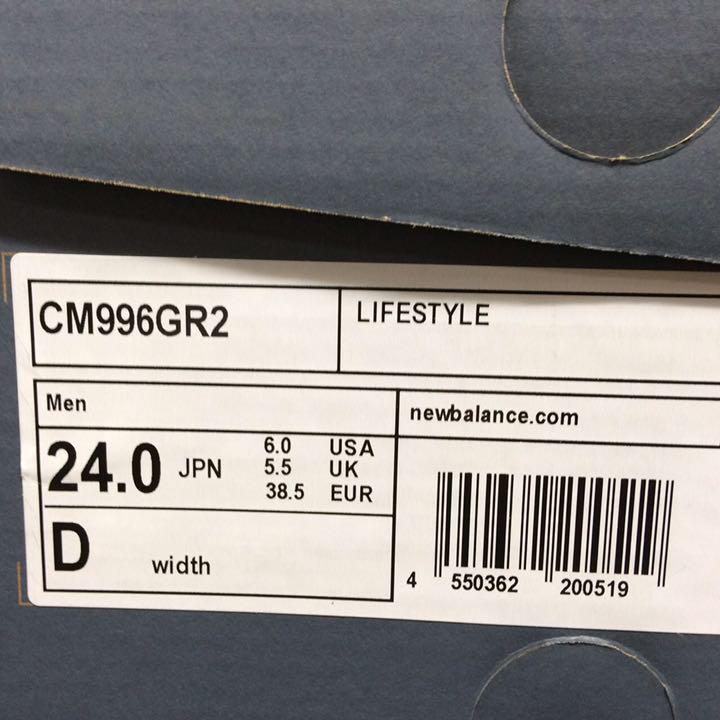 CM996GR2
LIFESTYLE
Men
newbalance.com
24.0 JPN
6.0 USA
5.5 UK
38.5 EUR
D width
4 550362 200519